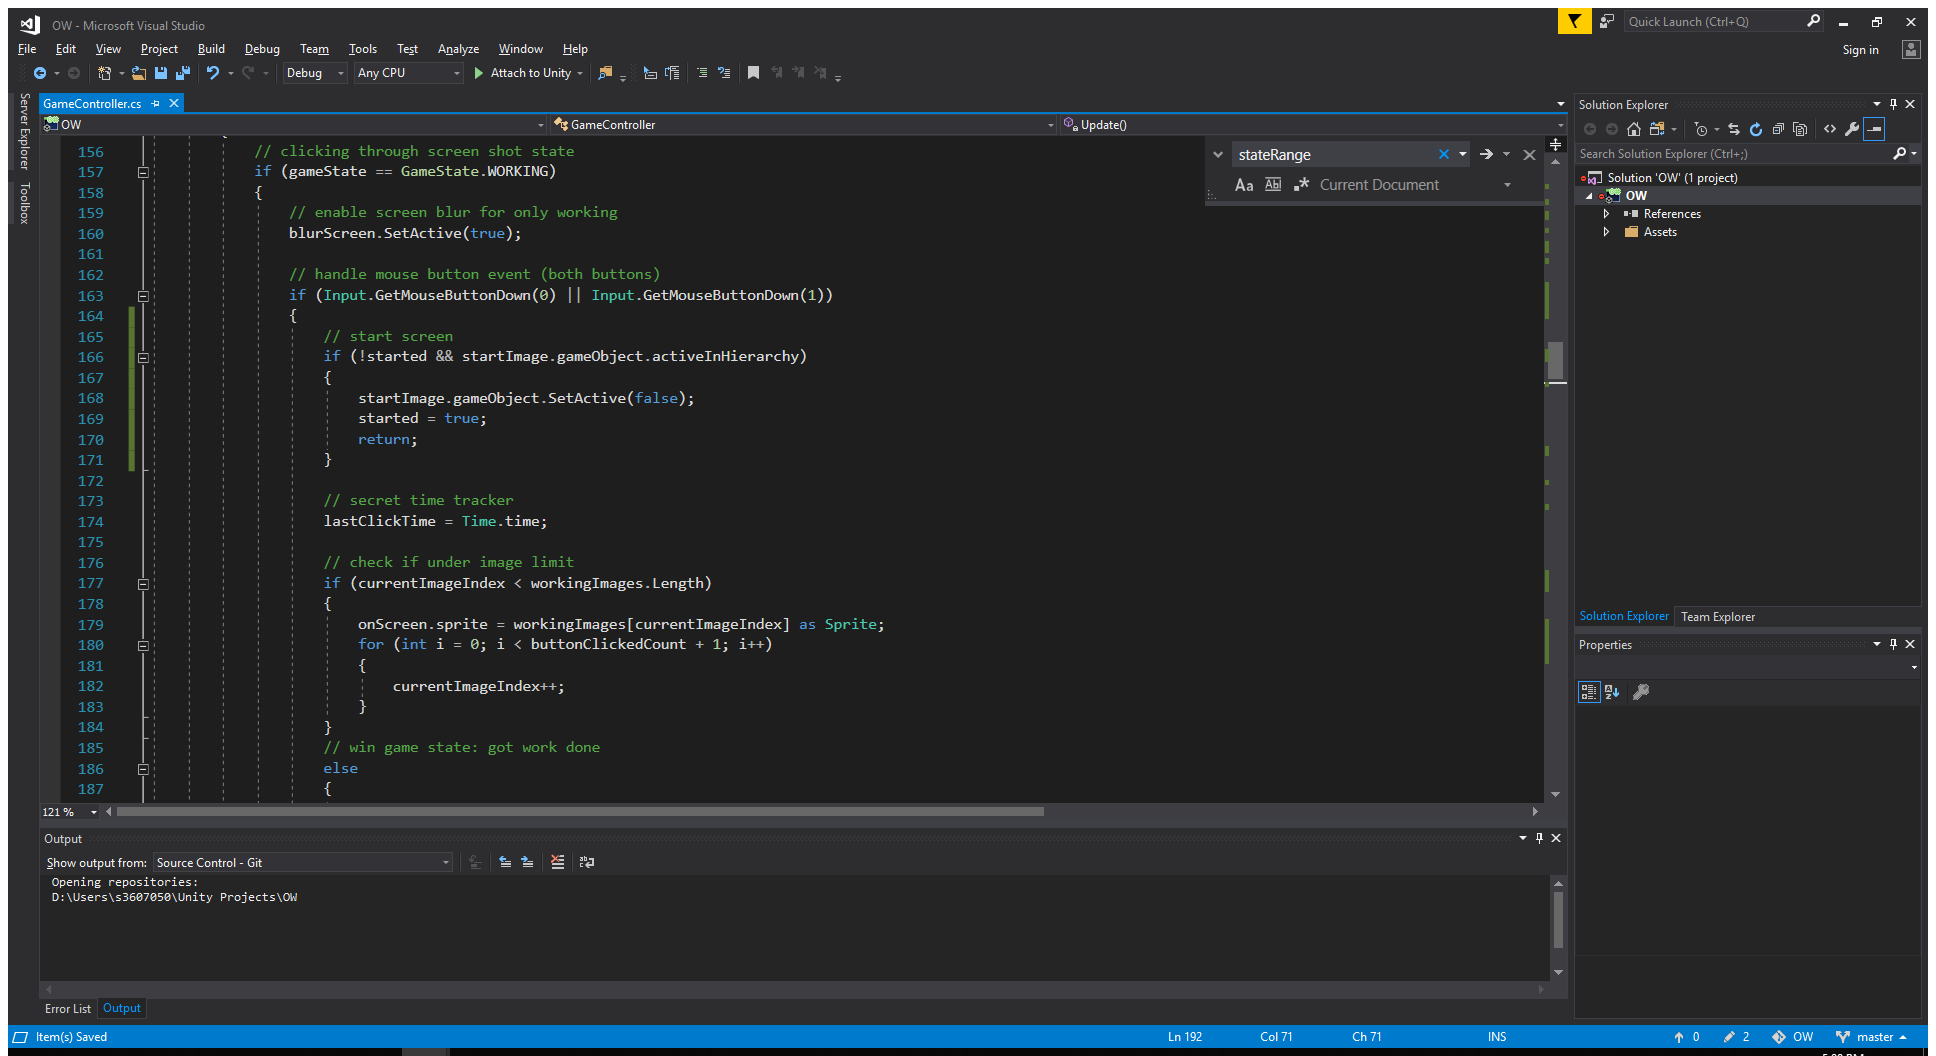 OW - Microsoft Visual Studio
Quick Launch (Ctrl+Q)
File Edit View Project Build Debug Team Tools Test Analyze Window Help
Sign in
Debug Any CPU Attach to Unity
Server Explorer
Toolbox
GameController.cs
OW GameController Update()
stateRange
Aa Abl Current Document
156 // clicking through screen shot state
157 if (gameState == GameState.WORKING)
158 {
159 // enable screen blur for only working
160 blurScreen.SetActive(true);
161
162 // handle mouse button event (both buttons)
163 if (Input.GetMouseButtonDown(0) || Input.GetMouseButtonDown(1))
164 {
165 // start screen
166 if (!started && startImage.gameObject.activeInHierarchy)
167 {
168 startImage.gameObject.SetActive(false);
169 started = true;
170 return;
171 }
172
173 // secret time tracker
174 lastClickTime = Time.time;
175
176 // check if under image limit
177 if (currentImageIndex < workingImages.Length)
178 {
179 onScreen.sprite = workingImages[currentImageIndex] as Sprite;
180 for (int i = 0; i < buttonClickedCount + 1; i++)
181 {
182 currentImageIndex++;
183 }
184 }
185 // win game state: got work done
186 else
187 {
121 %
Output
Show output from: Source Control - Git
Opening repositories:
D:\Users\s3607050\Unity Projects\OW
Error List Output
Solution Explorer
Search Solution Explorer (Ctrl+;)
Solution 'OW' (1 project)
OW
References
Assets
Solution Explorer Team Explorer
Properties
Item(s) Saved Ln 192 Col 71 Ch 71 INS 0 2 OW master